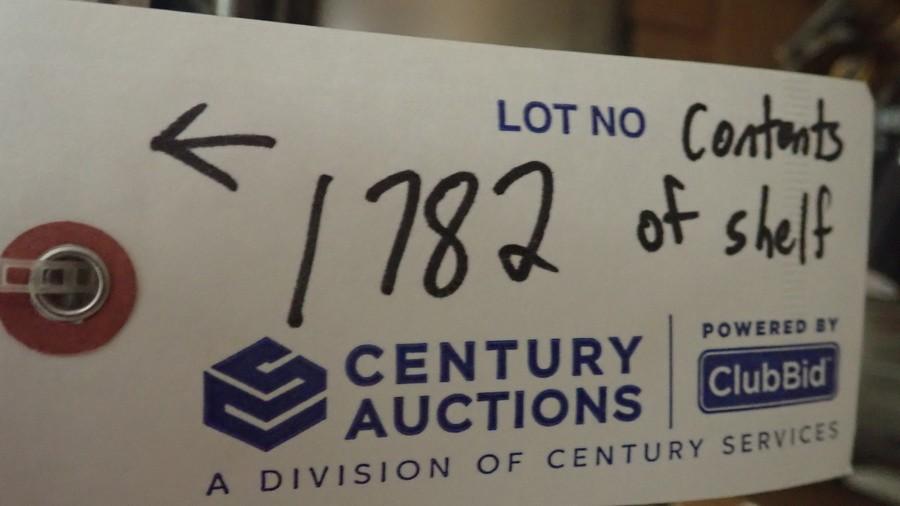 LOT NO Contents
← 1782 of shelf
CENTURY AUCTIONS
A DIVISION OF CENTURY SERVICES
POWERED BY
ClubBid